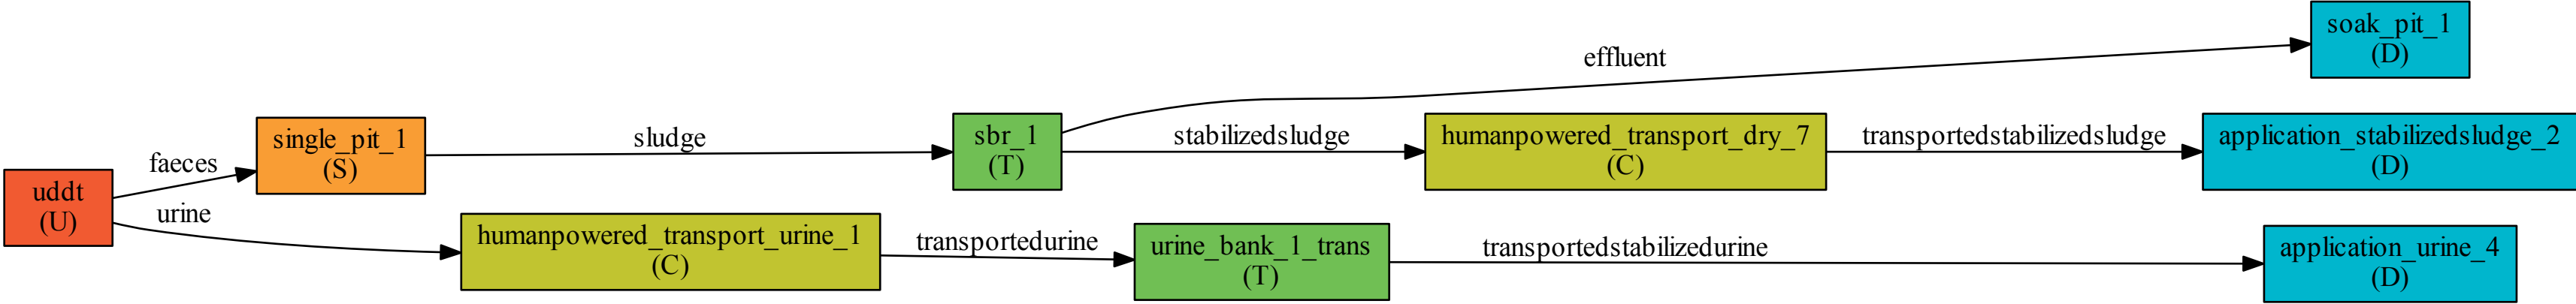 soak_pit_1
(D)
effluent
single_pit_1
(S)
sludge
sbr_1
(T)
stabilizedsludge
humanpowered_transport_dry_7
(C)
transportedstabilizedsludge
application_stabilizedsludge_2
(D)
faeces
uddt
(U)
urine
humanpowered_transport_urine_1
(C)
transportedurine
urine_bank_1_trans
(T)
transportedstabilizedurine
application_urine_4
(D)